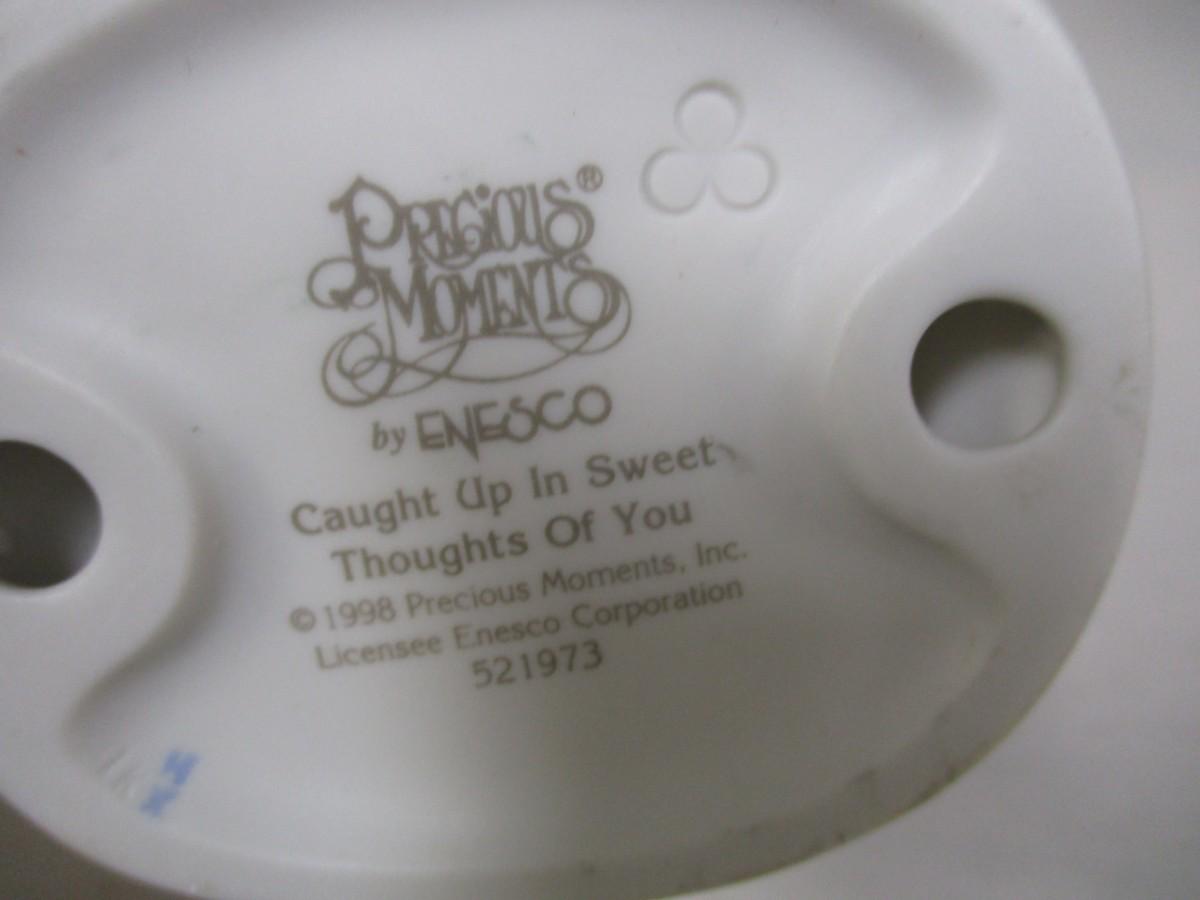 PRECIOUS®
MOMENTS
by ENESCO
Caught Up In Sweet
Thoughts Of You
© 1998 Precious Moments, Inc.
Licensee Enesco Corporation
521973